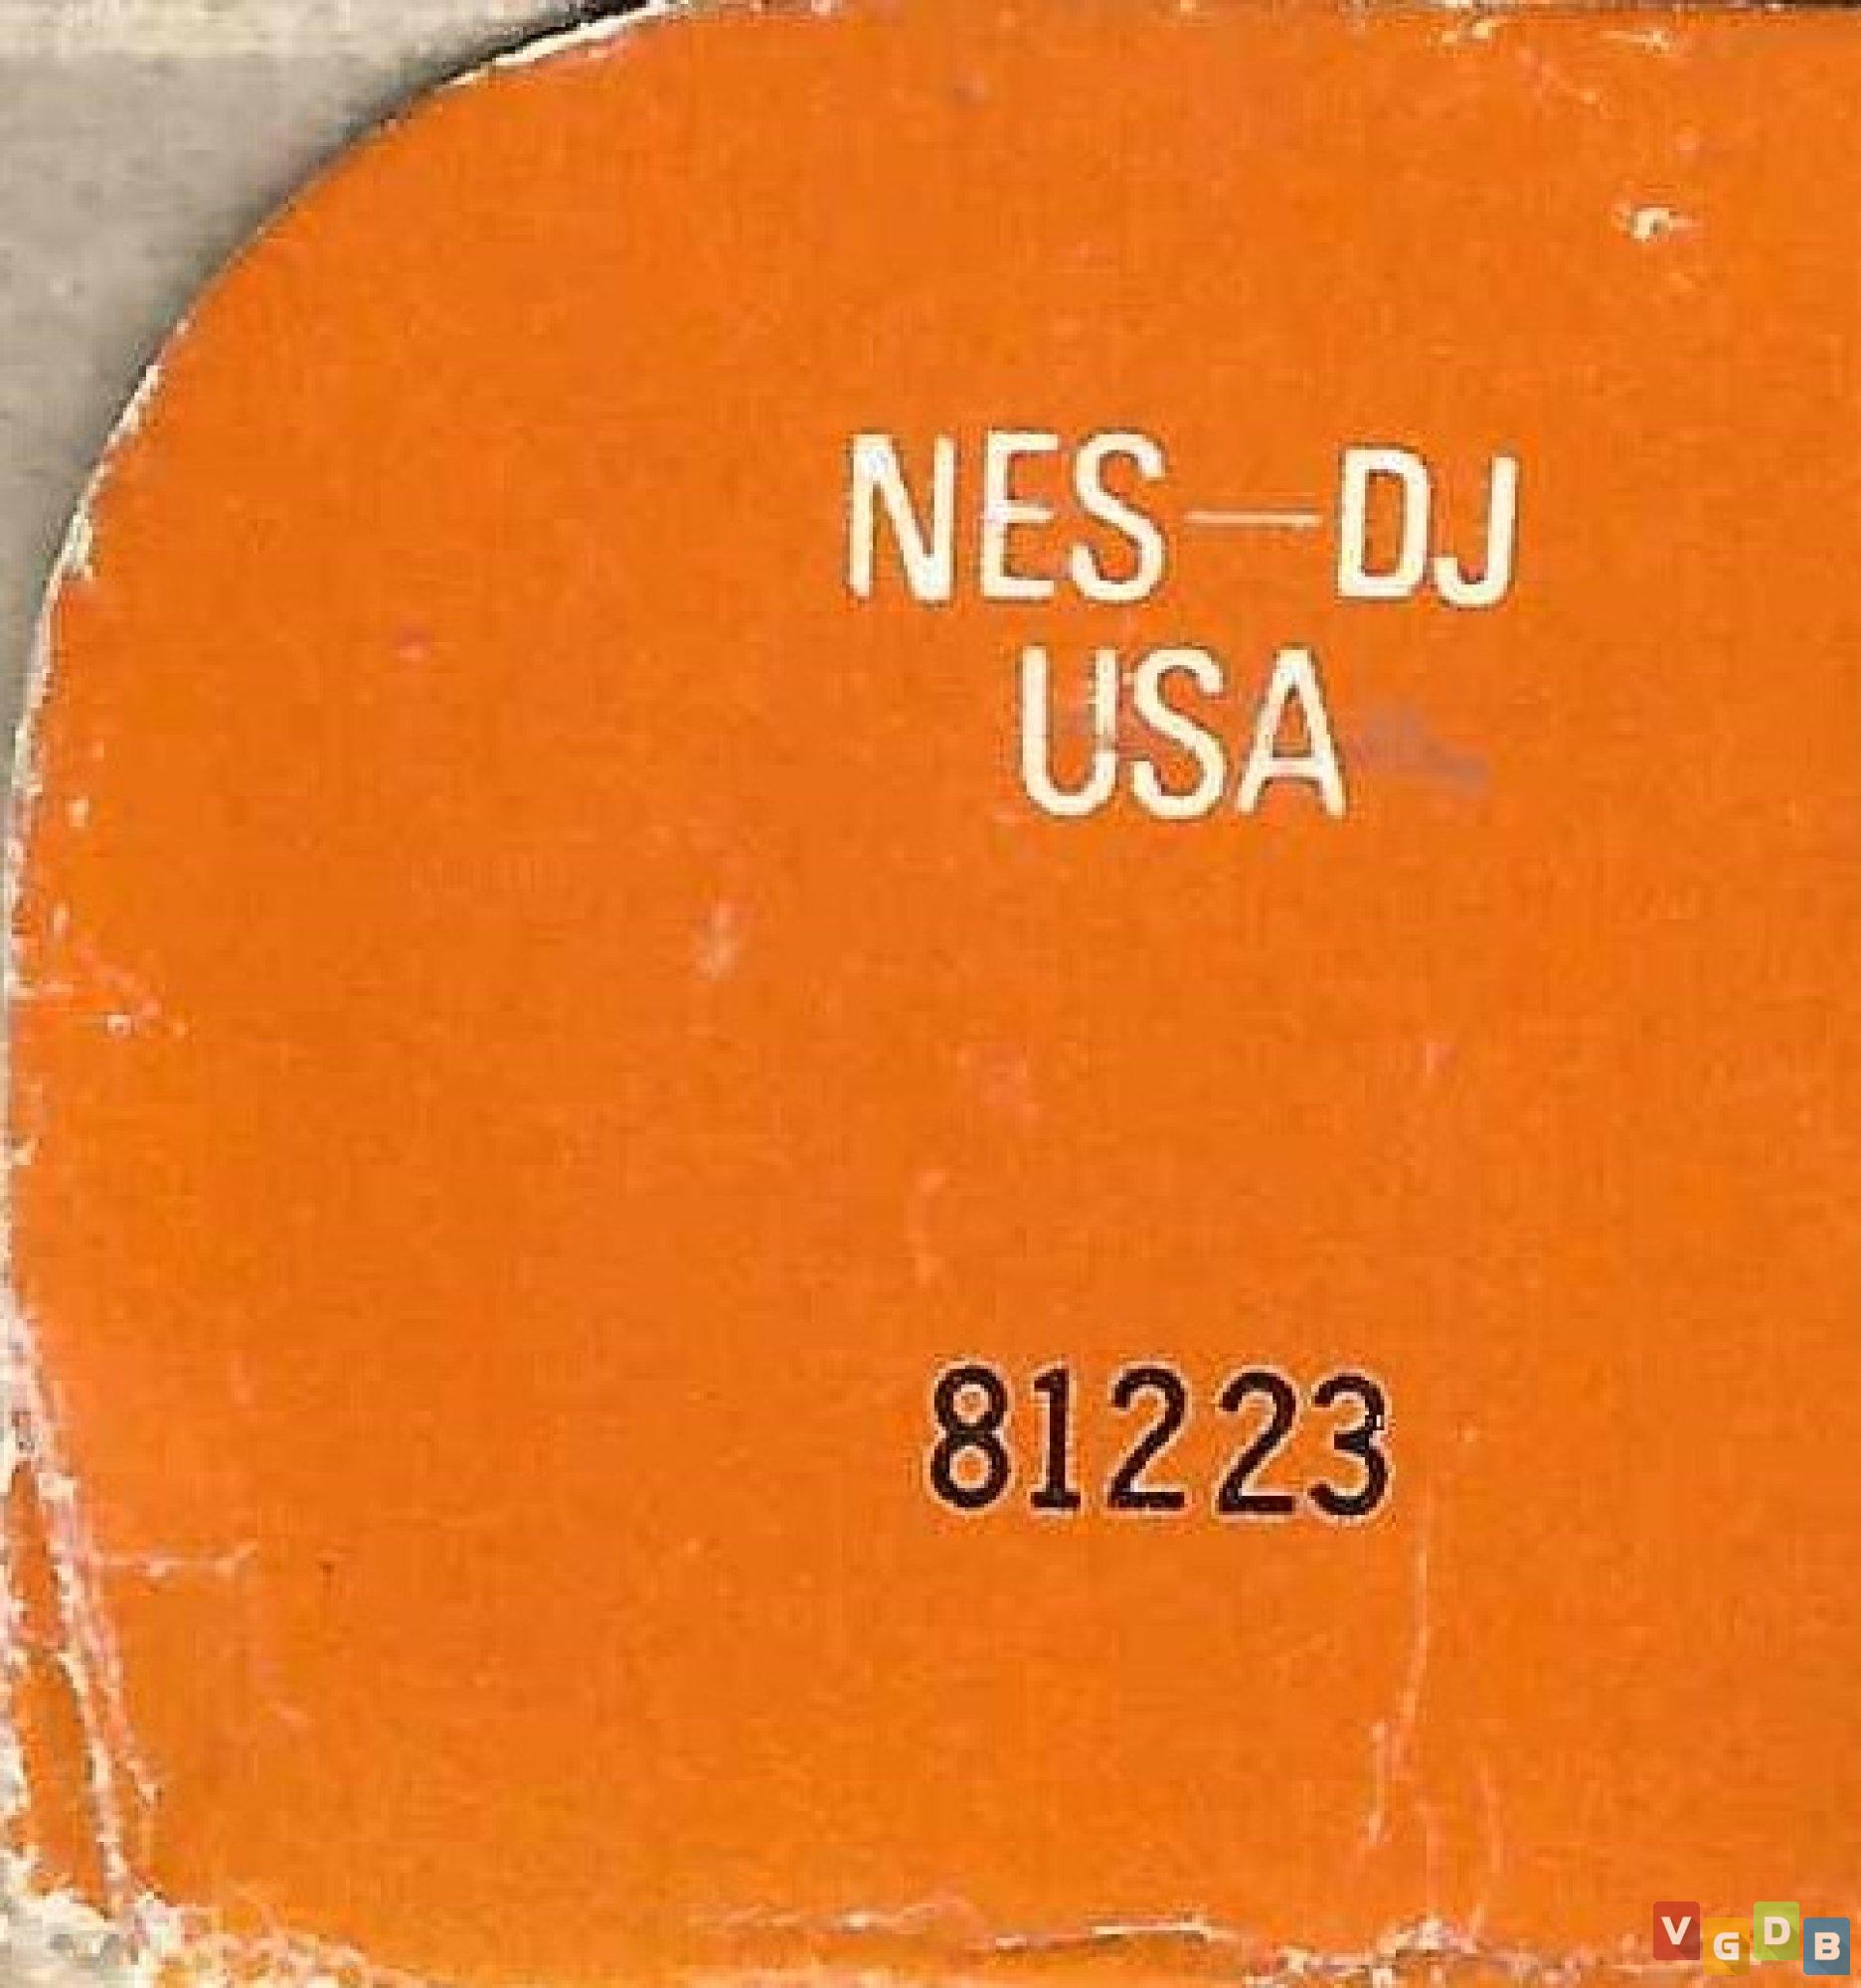 NES-DJ
USA
81223
VGDB